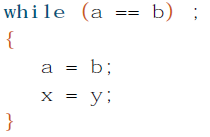 while (a == b) ;
{
    a = b;
    x = y;
}